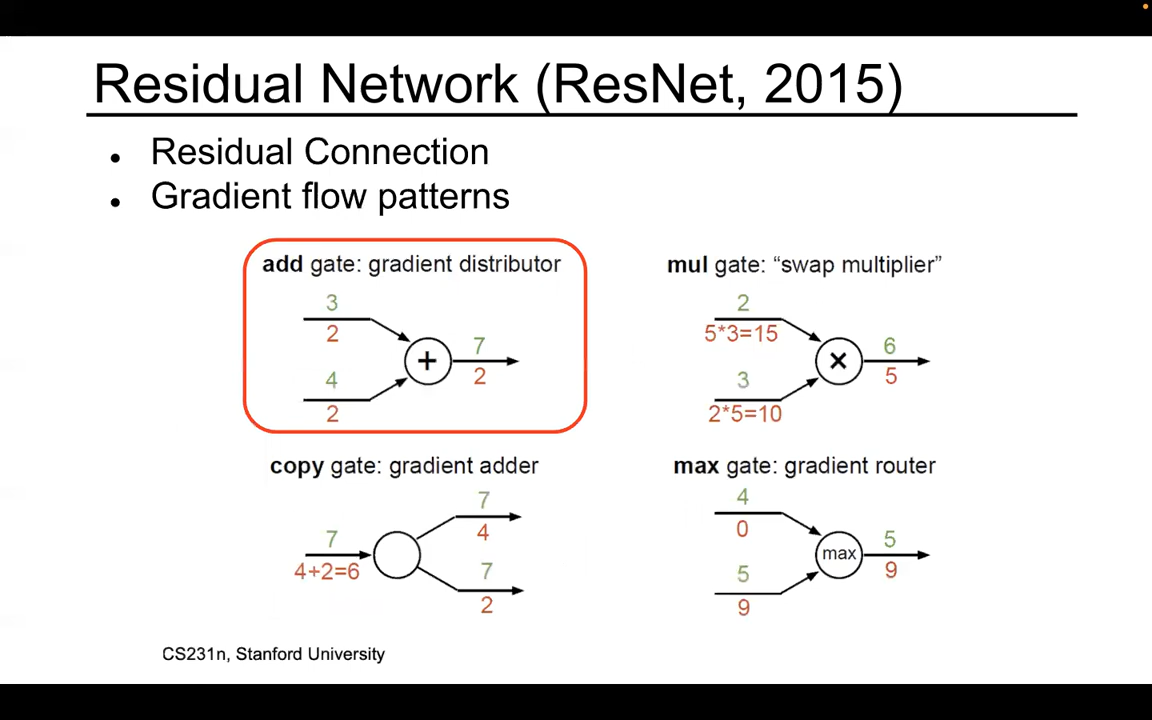 Residual Network (ResNet, 2015)
• Residual Connection
• Gradient flow patterns
add gate: gradient distributor
3
2
+
7
2
4
2
mul gate: “swap multiplier”
2
5*3=15
×
6
5
3
2*5=10
copy gate: gradient adder
7
4+2=6
7
4
7
2
max gate: gradient router
4
0
max
5
9
5
9
CS231n, Stanford University